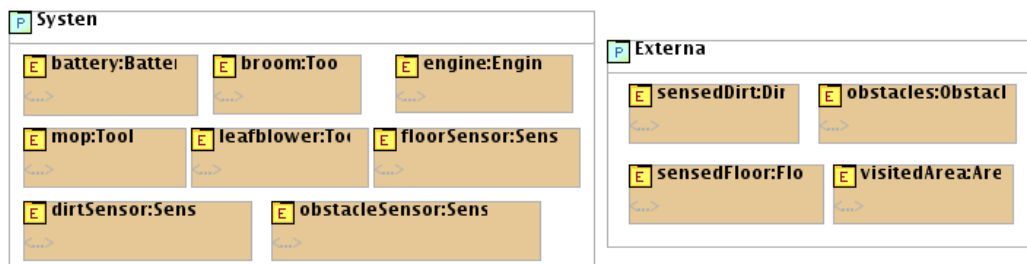 P Systen
E battery:Batter
<...>
E broom:Too
<...>
E engine:Engin
<...>
E mop:Tool
<...>
E leafblower:Too
<...>
E floorSensor:Sens
<...>
E dirtSensor:Sens
<...>
E obstacleSensor:Sens
<...>
P Externa
E sensedDirt:Dir
<...>
E obstacles:Obstacl
<...>
E sensedFloor:Flo
<...>
E visitedArea:Are
<...>